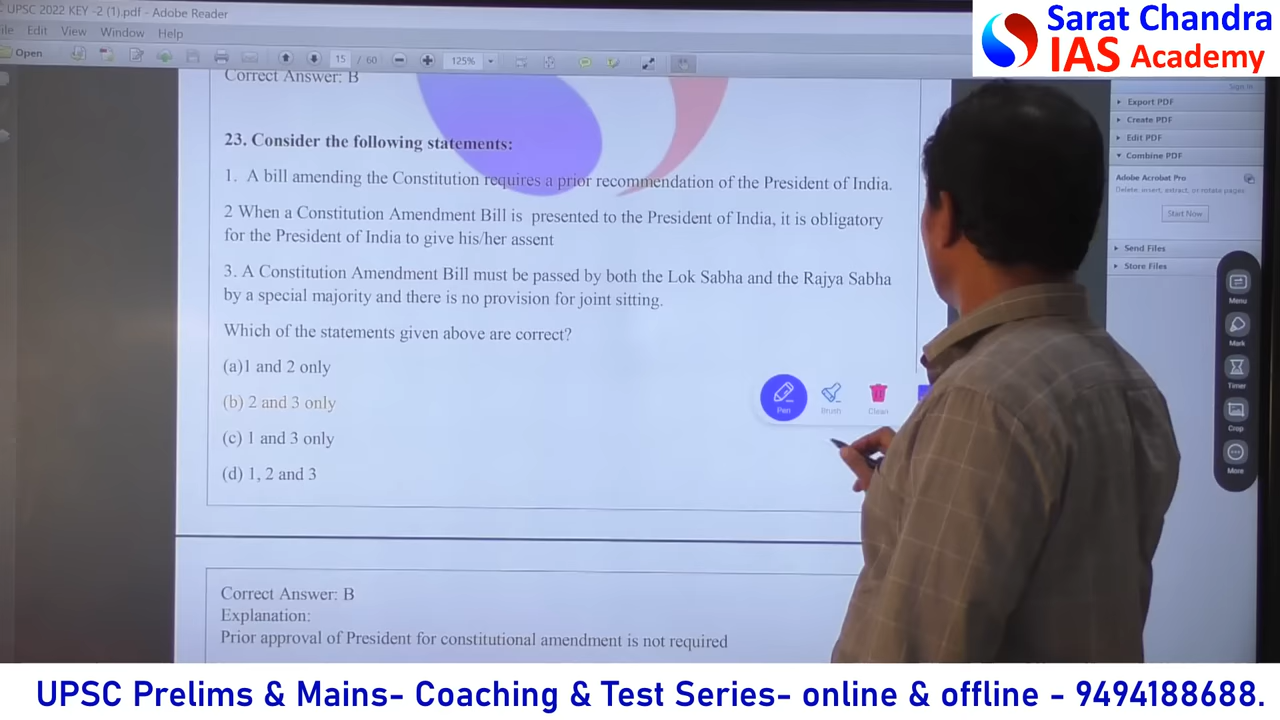 UPSC 2022 KEY -2 (1).pdf - Adobe Reader
Edit View Window Help
Open 15 / 60 125%
Sarat Chandra
IAS Academy
Sign In
Export PDF
Create PDF
Edit PDF
Combine PDF
Adobe Acrobat Pro
Delete, insert, extract, or rotate pages
Start Now
Send Files
Store Files
Menu
Mark
Timer
Crop
More
Correct Answer: B
23. Consider the following statements:
1. A bill amending the Constitution requires a prior recommendation of the President of India.
2 When a Constitution Amendment Bill is presented to the President of India, it is obligatory
for the President of India to give his/her assent
3. A Constitution Amendment Bill must be passed by both the Lok Sabha and the Rajya Sabha
by a special majority and there is no provision for joint sitting.
Which of the statements given above are correct?
(a)1 and 2 only
(b) 2 and 3 only
(c) 1 and 3 only
(d) 1, 2 and 3
Pen Brush Clean
Correct Answer: B
Explanation:
Prior approval of President for constitutional amendment is not required
UPSC Prelims & Mains- Coaching & Test Series- online & offline - 9494188688.